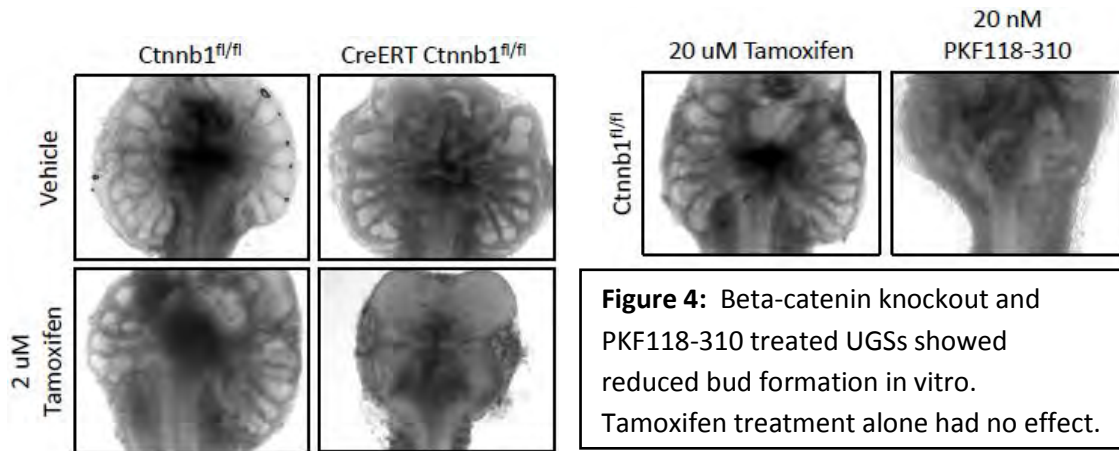 Ctnnb1fl/fl
CreERT Ctnnb1fl/fl
Vehicle
2 uM
Tamoxifen
20 uM Tamoxifen
20 nM
PKF118-310
Ctnnb1fl/fl
Figure 4: Beta-catenin knockout and
PKF118-310 treated UGSs showed
reduced bud formation in vitro.
Tamoxifen treatment alone had no effect.